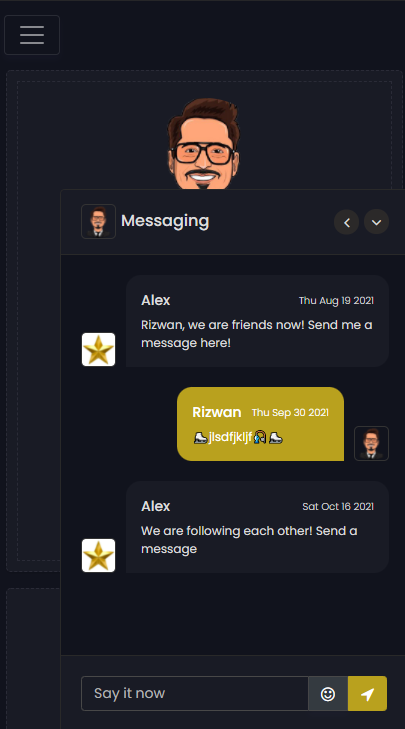 Messaging
Alex
Thu Aug 19 2021
Rizwan, we are friends now! Send me a
message here!
Rizwan
Thu Sep 30 2021
⛸️jlsdfjkljf🧏⛸️
Alex
Sat Oct 16 2021
We are following each other! Send a
message
Say it now